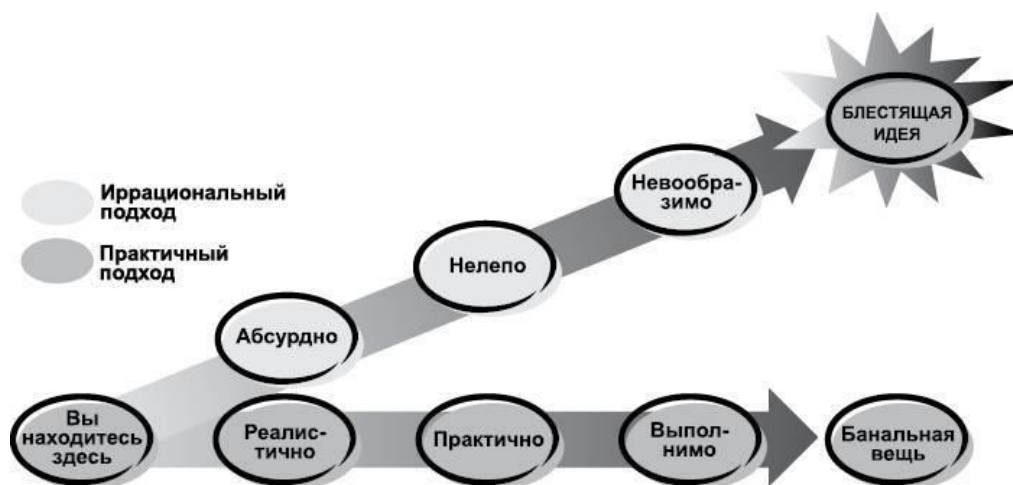 БЛЕСТЯЩАЯ
ИДЕЯ
Невообра-
зимо
Иррациональный
подход
Практичный
подход
Нелепо
Абсурдно
Вы
находитесь
здесь
Реалис-
тично
Практично
Выпол-
нимо
Банальная
вещь